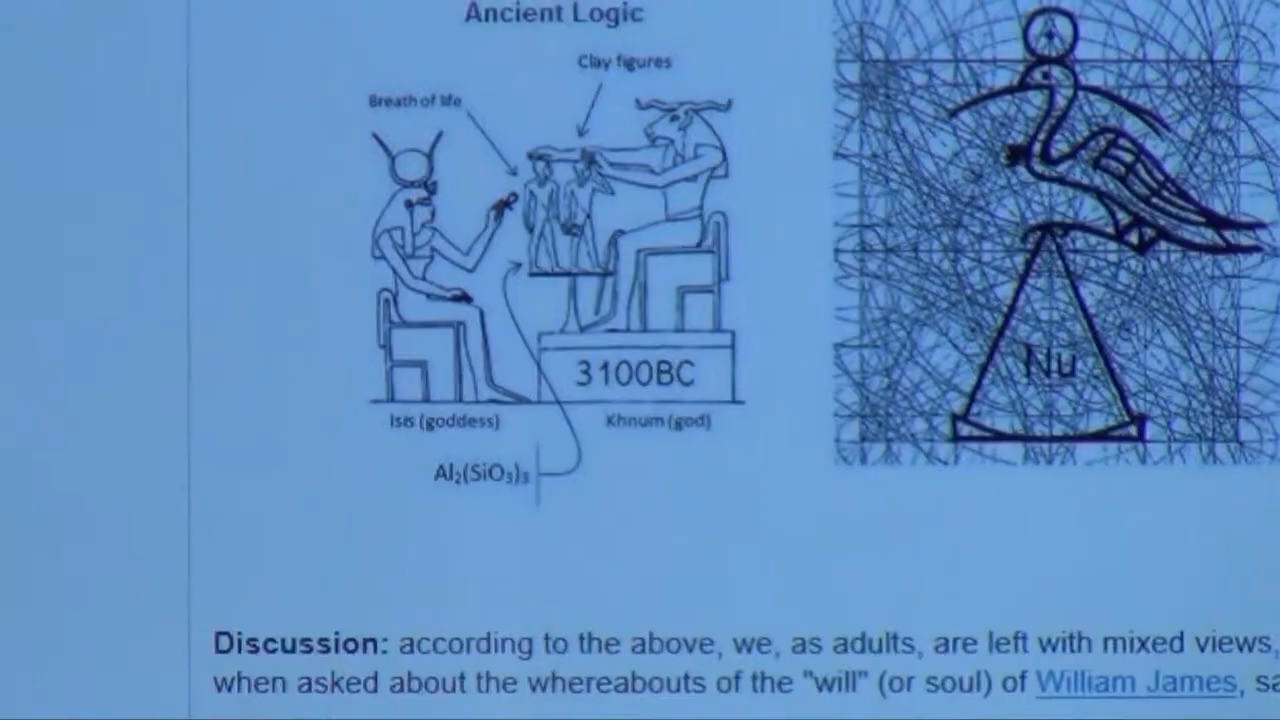 Ancient Logic
Clay figures
Breath of life
3100BC
Isis (goddess)
Khnum (god)
Al₂(SiO₃)₃
Nu
Discussion: according to the above, we, as adults, are left with mixed views,
when asked about the whereabouts of the "will" (or soul) of William James, sa